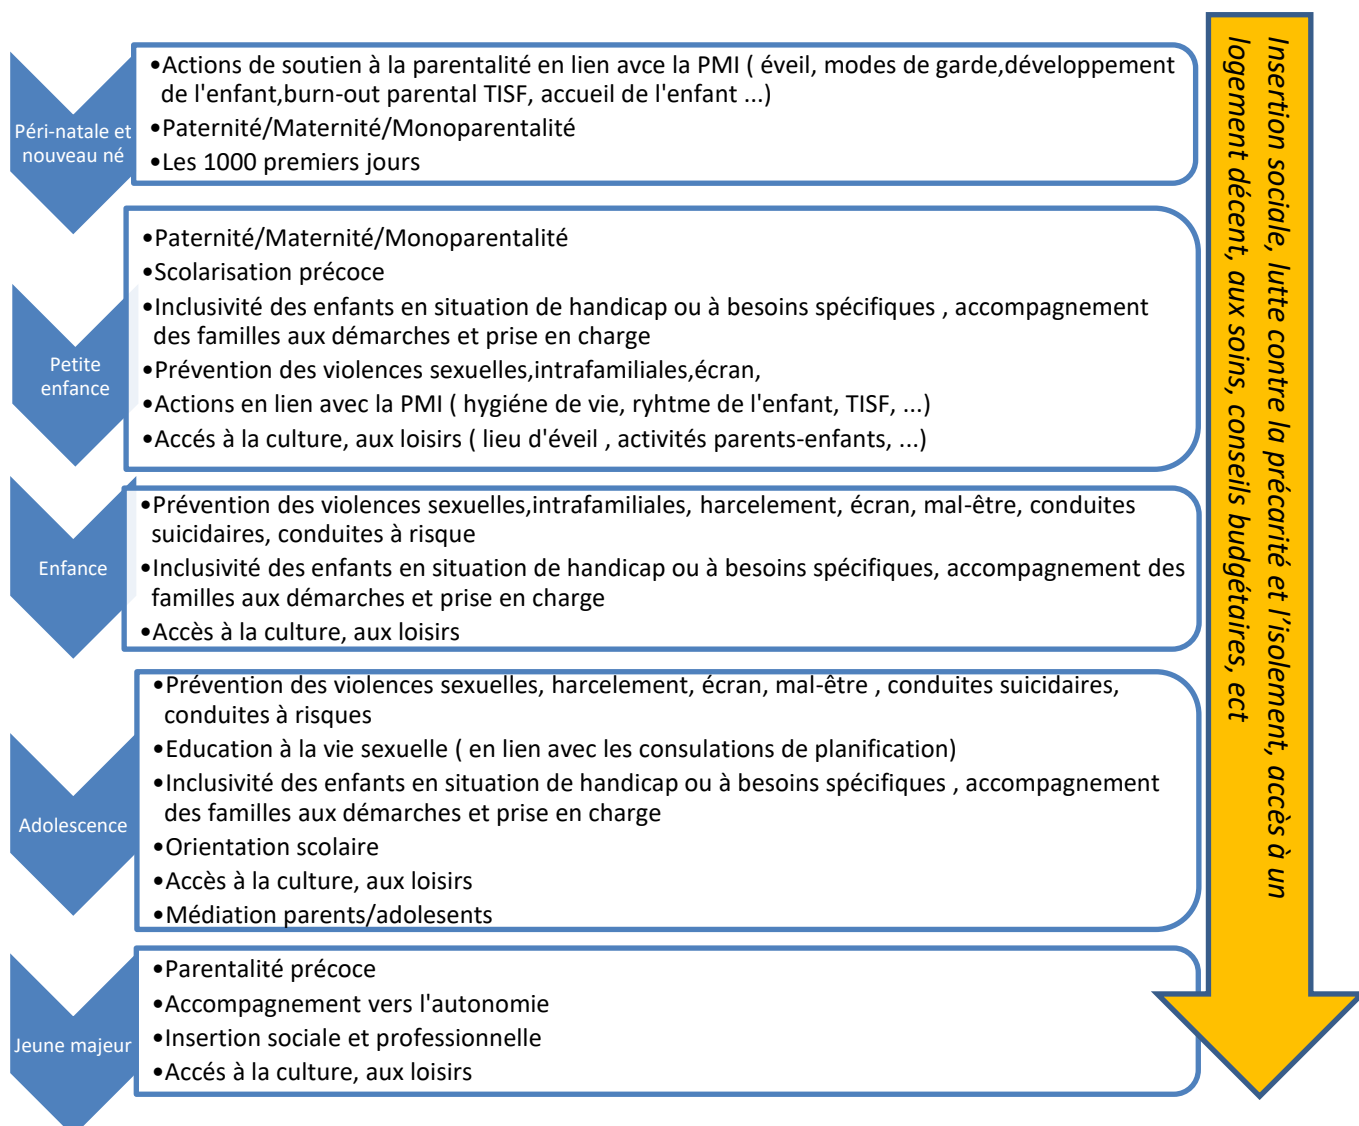 Péri-natale et
nouveau né
•Actions de soutien à la parentalité en lien avce la PMI ( éveil, modes de garde,développement
de l'enfant,burn-out parental TISF, accueil de l'enfant ...)
•Paternité/Maternité/Monoparentalité
•Les 1000 premiers jours
Petite
enfance
•Paternité/Maternité/Monoparentalité
•Scolarisation précoce
•Inclusivité des enfants en situation de handicap ou à besoins spécifiques , accompagnement
des familles aux démarches et prise en charge
•Prévention des violences sexuelles,intrafamiliales,écran,
•Actions en lien avec la PMI ( hygiéne de vie, ryhtme de l'enfant, TISF, ...)
•Accés à la culture, aux loisirs ( lieu d'éveil , activités parents-enfants, ...)
Enfance
•Prévention des violences sexuelles,intrafamiliales, harcelement, écran, mal-être, conduites
suicidaires, conduites à risque
•Inclusivité des enfants en situation de handicap ou à besoins spécifiques, accompagnement des
familles aux démarches et prise en charge
•Accès à la culture, aux loisirs
Adolescence
•Prévention des violences sexuelles, harcelement, écran, mal-être , conduites suicidaires,
conduites à risques
•Education à la vie sexuelle ( en lien avec les consulations de planification)
•Inclusivité des enfants en situation de handicap ou à besoins spécifiques , accompagnement
des familles aux démarches et prise en charge
•Orientation scolaire
•Accès à la culture, aux loisirs
•Médiation parents/adolesents
Jeune majeur
•Parentalité précoce
•Accompagnement vers l'autonomie
•Insertion sociale et professionnelle
•Accés à la culture, aux loisirs
Insertion sociale, lutte contre la précarité et l'isolement, accès à un
logement décent, aux soins, conseils budgétaires, ect